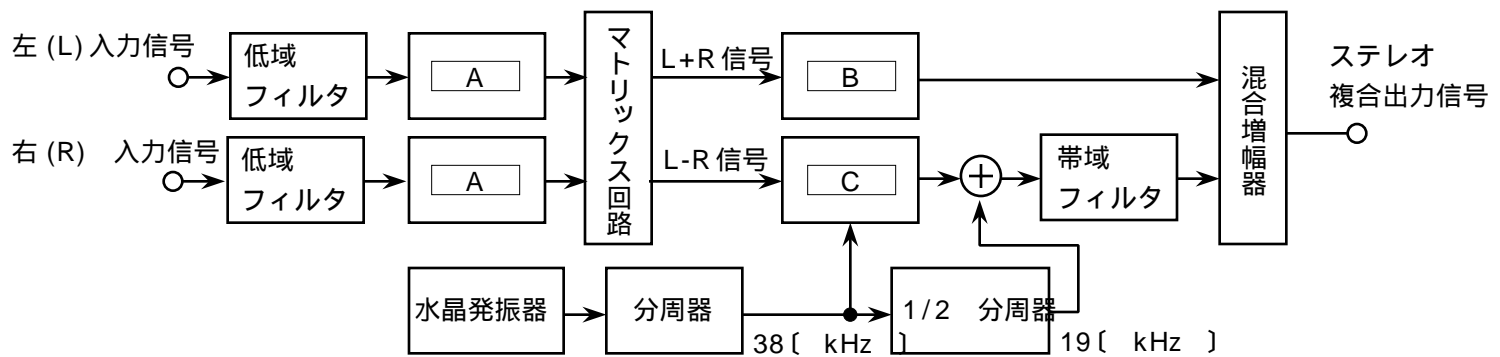 左 (L) 入力信号
低域
フィルタ
A
マトリックス回路
L+R 信号
B
混合増幅器
ステレオ
複合出力信号
右 (R) 入力信号
低域
フィルタ
A
L-R 信号
C
帯域
フィルタ
水晶発振器
分周器
38〔 kHz 〕
1/2 分周器
19〔 kHz 〕